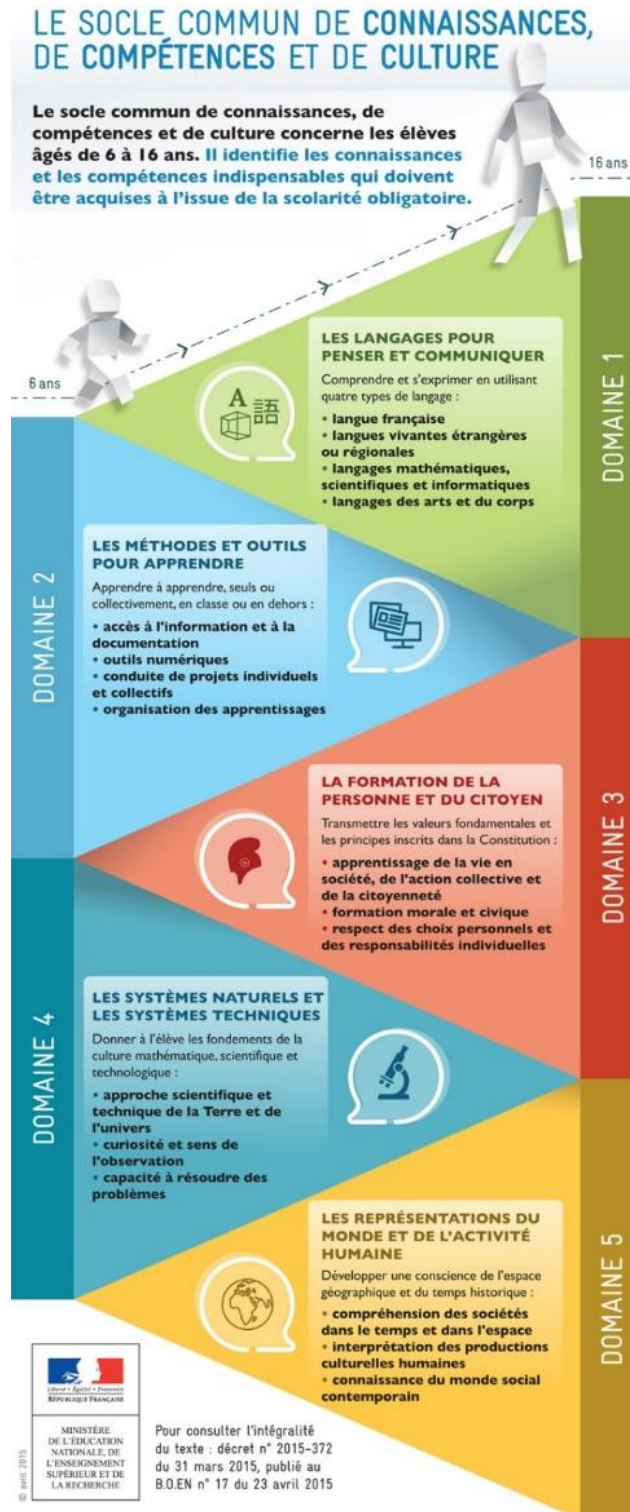 LE SOCLE COMMUN DE CONNAISSANCES,
DE COMPÉTENCES ET DE CULTURE
Le socle commun de connaissances, de
compétences et de culture concerne les élèves
âgés de 6 à 16 ans. Il identifie les connaissances
et les compétences indispensables qui doivent
être acquises à l'issue de la scolarité obligatoire.
16 ans
6 ans
DOMAINE 1
LES LANGAGES POUR
PENSER ET COMMUNIQUER
Comprendre et s'exprimer en utilisant
quatre types de langage :
• langue française
• langues vivantes étrangères
ou régionales
• langages mathématiques,
scientifiques et informatiques
• langages des arts et du corps
A 語
DOMAINE 2
LES MÉTHODES ET OUTILS
POUR APPRENDRE
Apprendre à apprendre, seuls ou
collectivement, en classe ou en dehors :
• accès à l'information et à la
documentation
• outils numériques
• conduite de projets individuels
et collectifs
• organisation des apprentissages
DOMAINE 3
LA FORMATION DE LA
PERSONNE ET DU CITOYEN
Transmettre les valeurs fondamentales et
les principes inscrits dans la Constitution :
• apprentissage de la vie en
société, de l'action collective et
de la citoyenneté
• formation morale et civique
• respect des choix personnels et
des responsabilités individuelles
DOMAINE 4
LES SYSTÈMES NATURELS ET
LES SYSTÈMES TECHNIQUES
Donner à l'élève les fondements de la
culture mathématique, scientifique et
technologique :
• approche scientifique et
technique de la Terre et de
l'univers
• curiosité et sens de
l'observation
• capacité à résoudre des
problèmes
DOMAINE 5
LES REPRÉSENTATIONS DU
MONDE ET DE L'ACTIVITÉ
HUMAINE
Développer une conscience de l'espace
géographique et du temps historique :
• compréhension des sociétés
dans le temps et dans l'espace
• interprétation des productions
culturelles humaines
• connaissance du monde social
contemporain
Liberté • Égalité • Fraternité
RÉPUBLIQUE FRANÇAISE
MINISTÈRE
DE L'ÉDUCATION
NATIONALE, DE
L'ENSEIGNEMENT
SUPÉRIEUR ET DE
LA RECHERCHE
© avril 2015
Pour consulter l'intégralité
du texte : décret n° 2015-372
du 31 mars 2015, publié au
B.O.EN n° 17 du 23 avril 2015